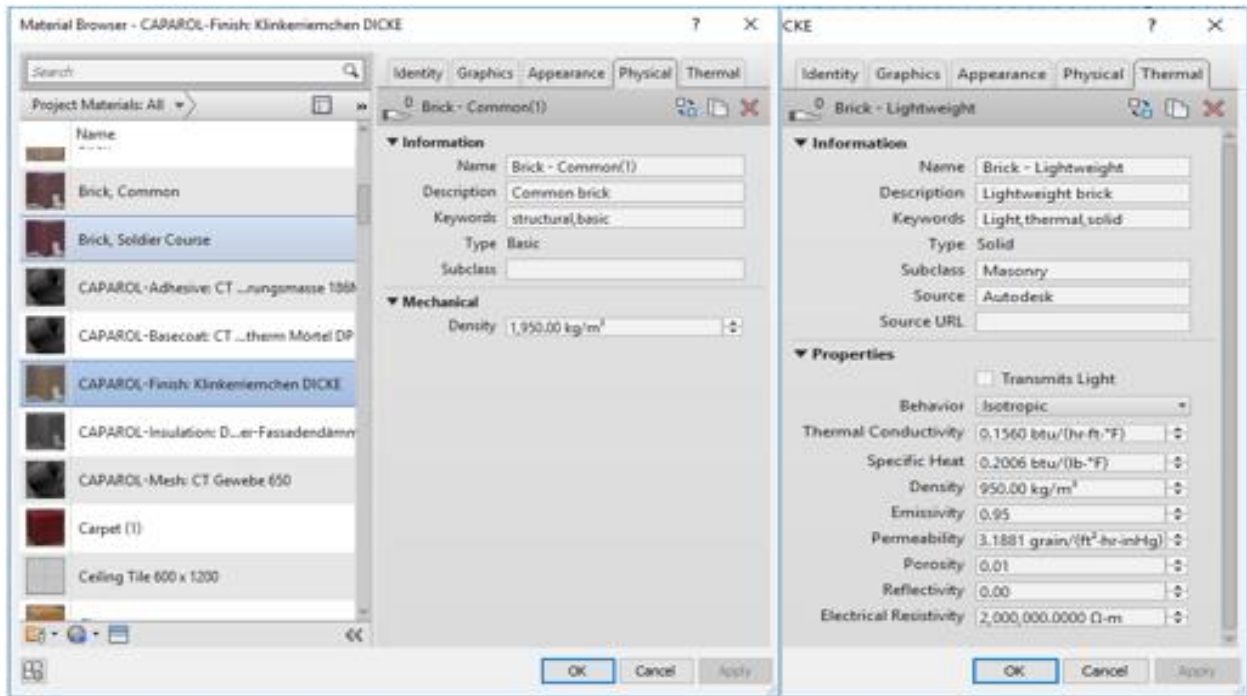 Material Browser - CAPAROL-Finish: Klinkerriemchen DICKE ? ×
Search
Project Materials: All
»
Name
Brick, Common
Brick, Soldier Course
CAPAROL-Adhesive: CT ...rungsmasse 186M
CAPAROL-Basecoat: CT ...therm Mörtel DP
CAPAROL-Finish: Klinkerriemchen DICKE
CAPAROL-Insulation: D...er-Fassadendämm
CAPAROL-Mesh: CT Gewebe 650
Carpet (1)
Ceiling Tile 600 x 1200
Identity Graphics Appearance Physical Thermal
0 Brick - Common(1)
Information
Name Brick - Common(1)
Description Common brick
Keywords structural,basic
Type Basic
Subclass
Mechanical
Density 1,950.00 kg/m³
OK Cancel Apply
CKE ? ×
Identity Graphics Appearance Physical Thermal
0 Brick - Lightweight
Information
Name Brick - Lightweight
Description Lightweight brick
Keywords Light,thermal,solid
Type Solid
Subclass Masonry
Source Autodesk
Source URL
Properties
Transmits Light
Behavior Isotropic
Thermal Conductivity 0.1560 btu/(hr·ft·°F)
Specific Heat 0.2006 btu/(lb·°F)
Density 950.00 kg/m³
Emissivity 0.95
Permeability 3.1881 grain/(ft²·hr·inHg)
Porosity 0.01
Reflectivity 0.00
Electrical Resistivity 2,000,000.0000 Ω·m
OK Cancel Apply